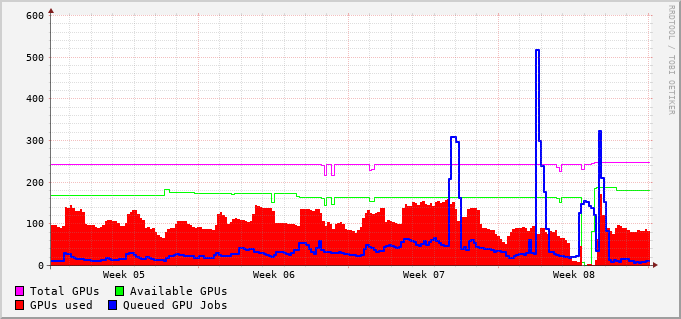 600
500
400
300
200
100
0
Week 05 Week 06 Week 07 Week 08
Total GPUs Available GPUs
GPUs used Queued GPU Jobs
RRDTOOL / TOBI OETIKER